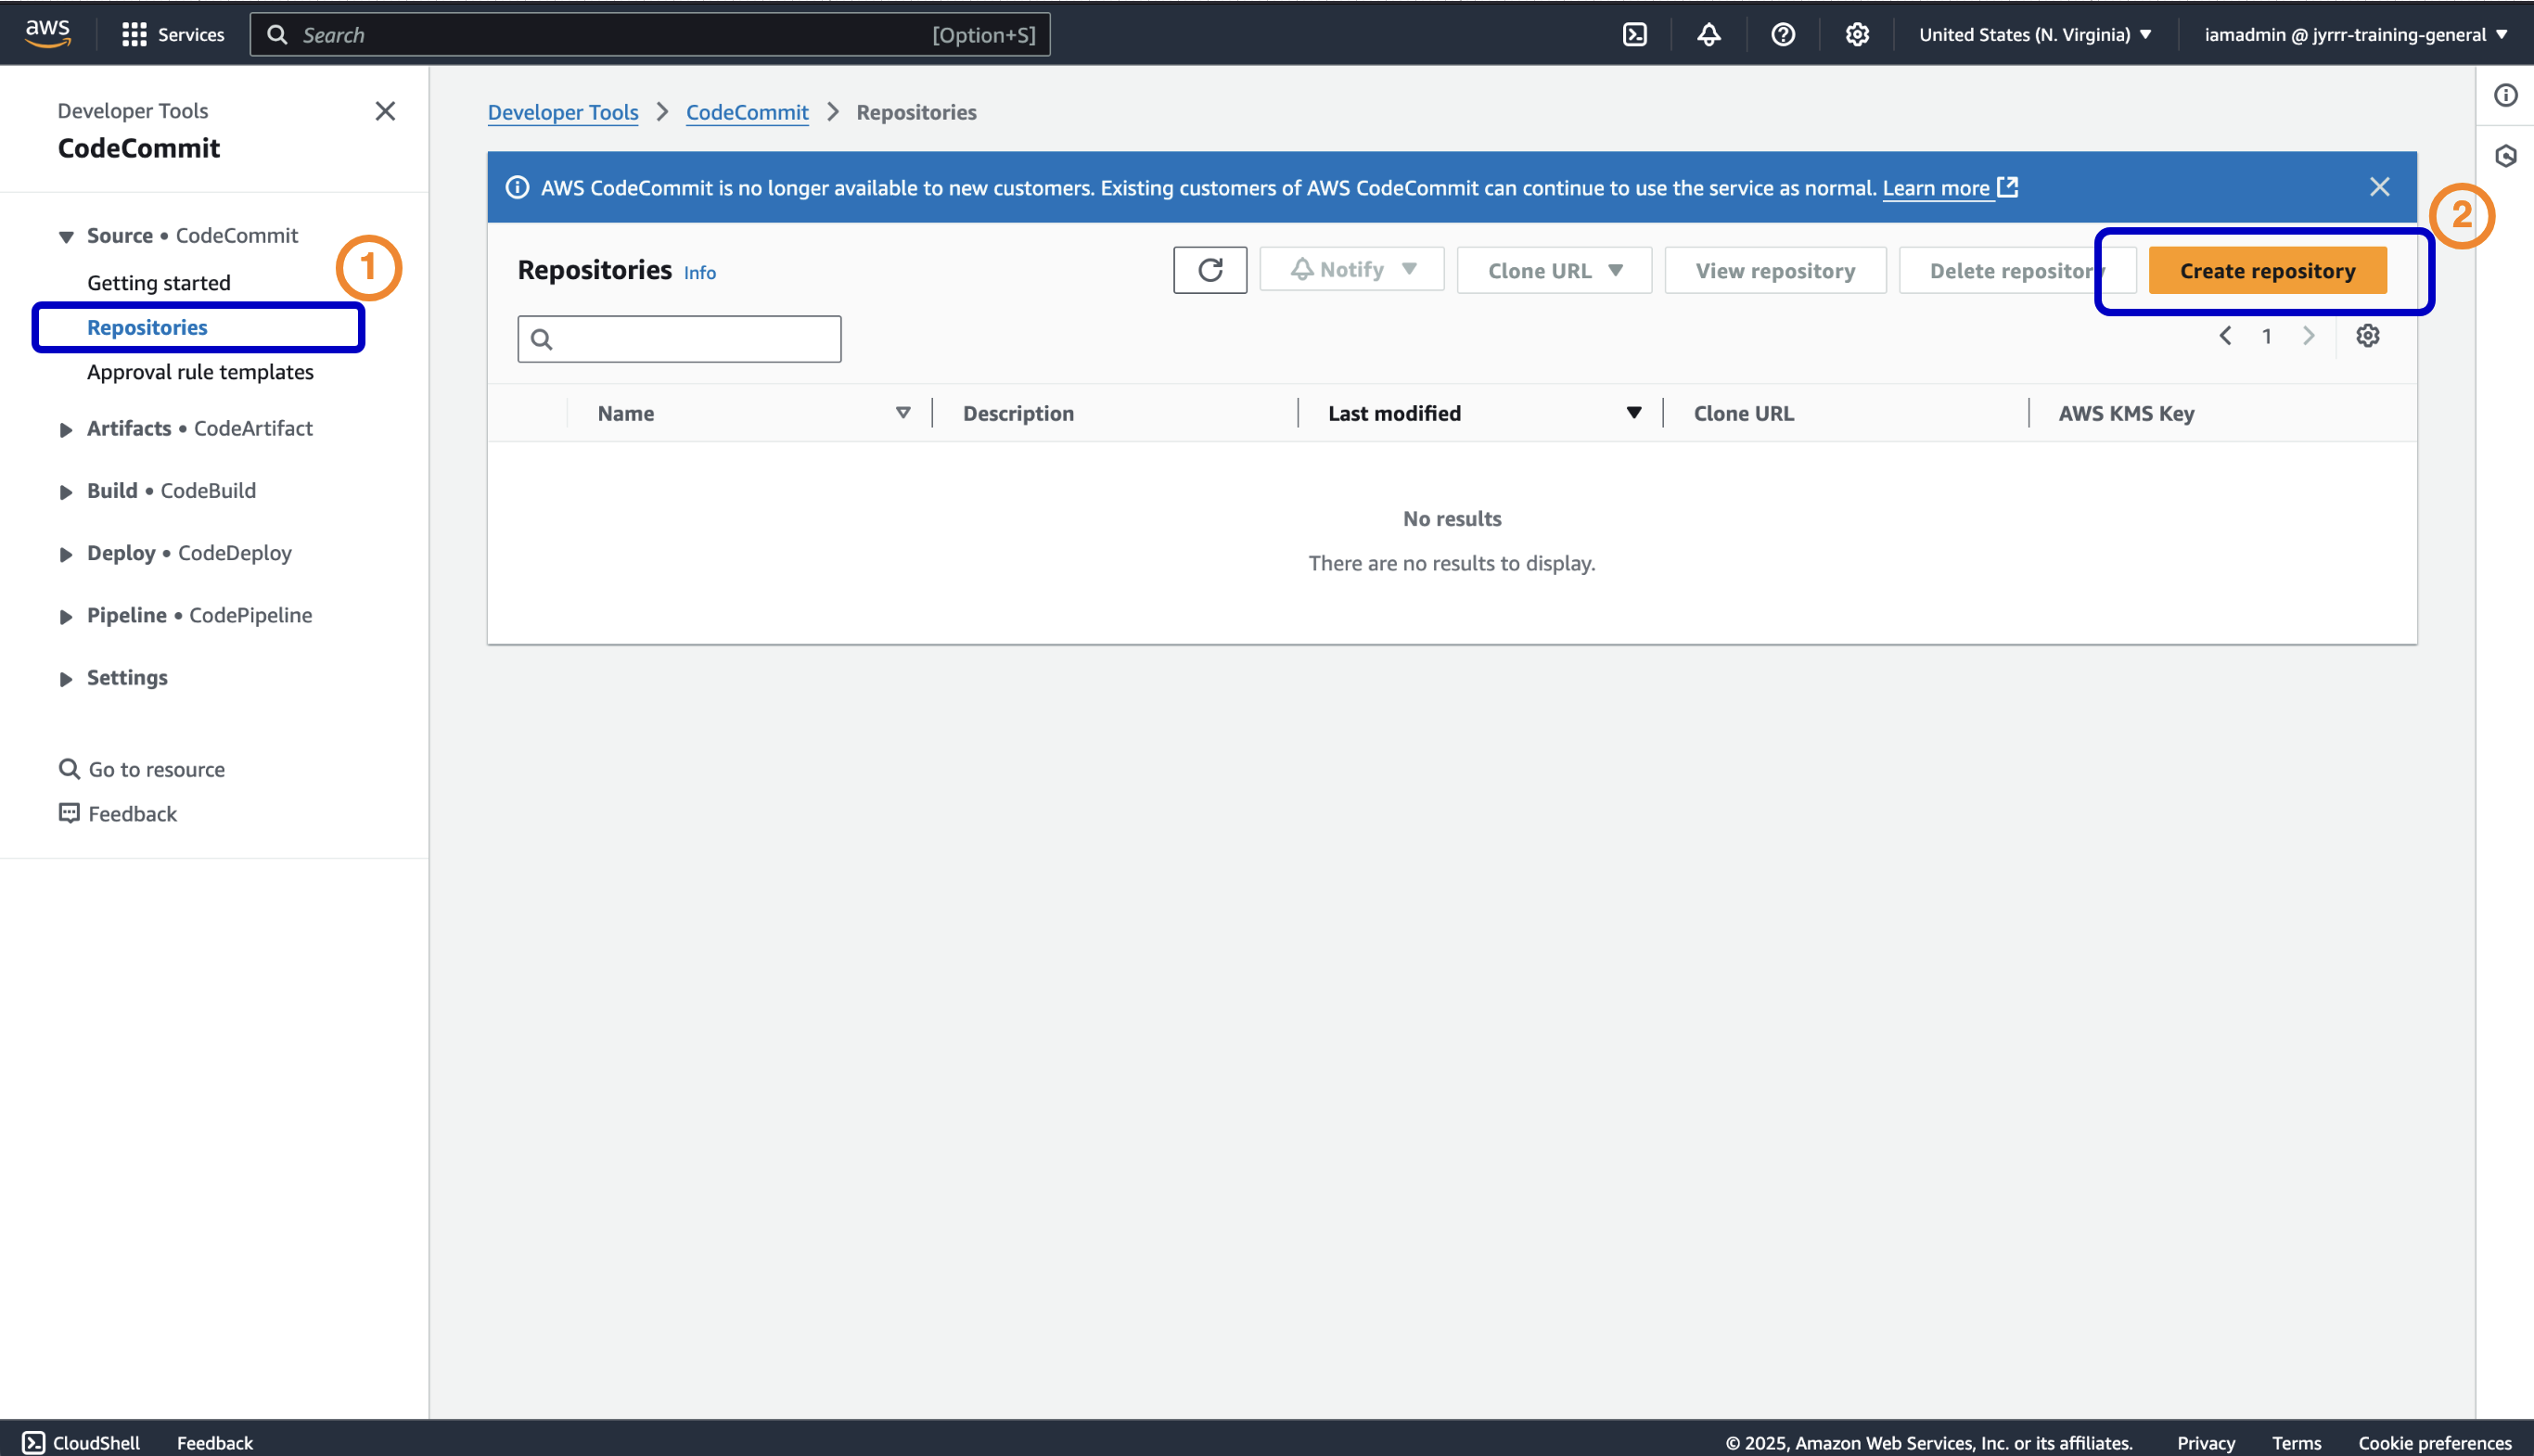 aws Services Search [Option+S] United States (N. Virginia) iamadmin @ jyrrr-training-general
Developer Tools
CodeCommit
Source • CodeCommit
1
Getting started
Repositories
Approval rule templates
Artifacts • CodeArtifact
Build • CodeBuild
Deploy • CodeDeploy
Pipeline • CodePipeline
Settings
Go to resource
Feedback
Developer Tools > CodeCommit > Repositories
AWS CodeCommit is no longer available to new customers. Existing customers of AWS CodeCommit can continue to use the service as normal. Learn more
2
Repositories Info Notify Clone URL View repository Delete repository Create repository
1
Name Description Last modified Clone URL AWS KMS Key
No results
There are no results to display.
CloudShell Feedback © 2025, Amazon Web Services, Inc. or its affiliates. Privacy Terms Cookie preferences